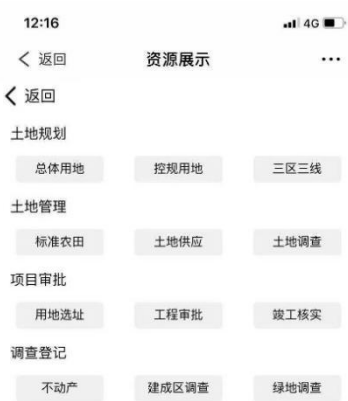 12:16 4G
返回 资源展示 ...
返回
土地规划
总体用地 控规用地 三区三线
土地管理
标准农田 土地供应 土地调查
项目审批
用地选址 工程审批 竣工核实
调查登记
不动产 建成区调查 绿地调查